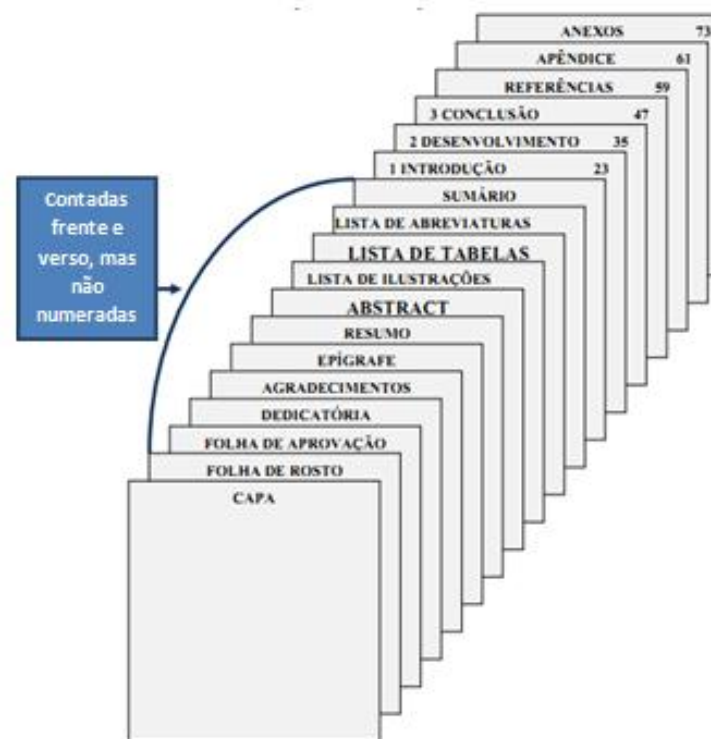 ANEXOS 73
APÊNDICE 61
REFERÊNCIAS 59
3 CONCLUSÃO 47
2 DESENVOLVIMENTO 35
1 INTRODUÇÃO 23
SUMÁRIO
LISTA DE ABREVIATURAS
LISTA DE TABELAS
LISTA DE ILUSTRAÇÕES
ABSTRACT
RESUMO
EPÍGRAFE
AGRADECIMENTOS
DEDICATÓRIA
FOLHA DE APROVAÇÃO
FOLHA DE ROSTO
CAPA
Contadas
frente e
verso, mas
não
numeradas